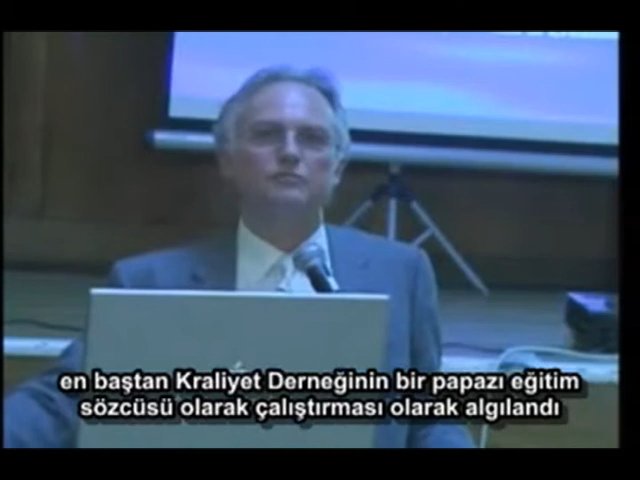 en baştan Kraliyet Derneğinin bir papazı eğitim
sözcüsü olarak çalıştırması olarak algılandı